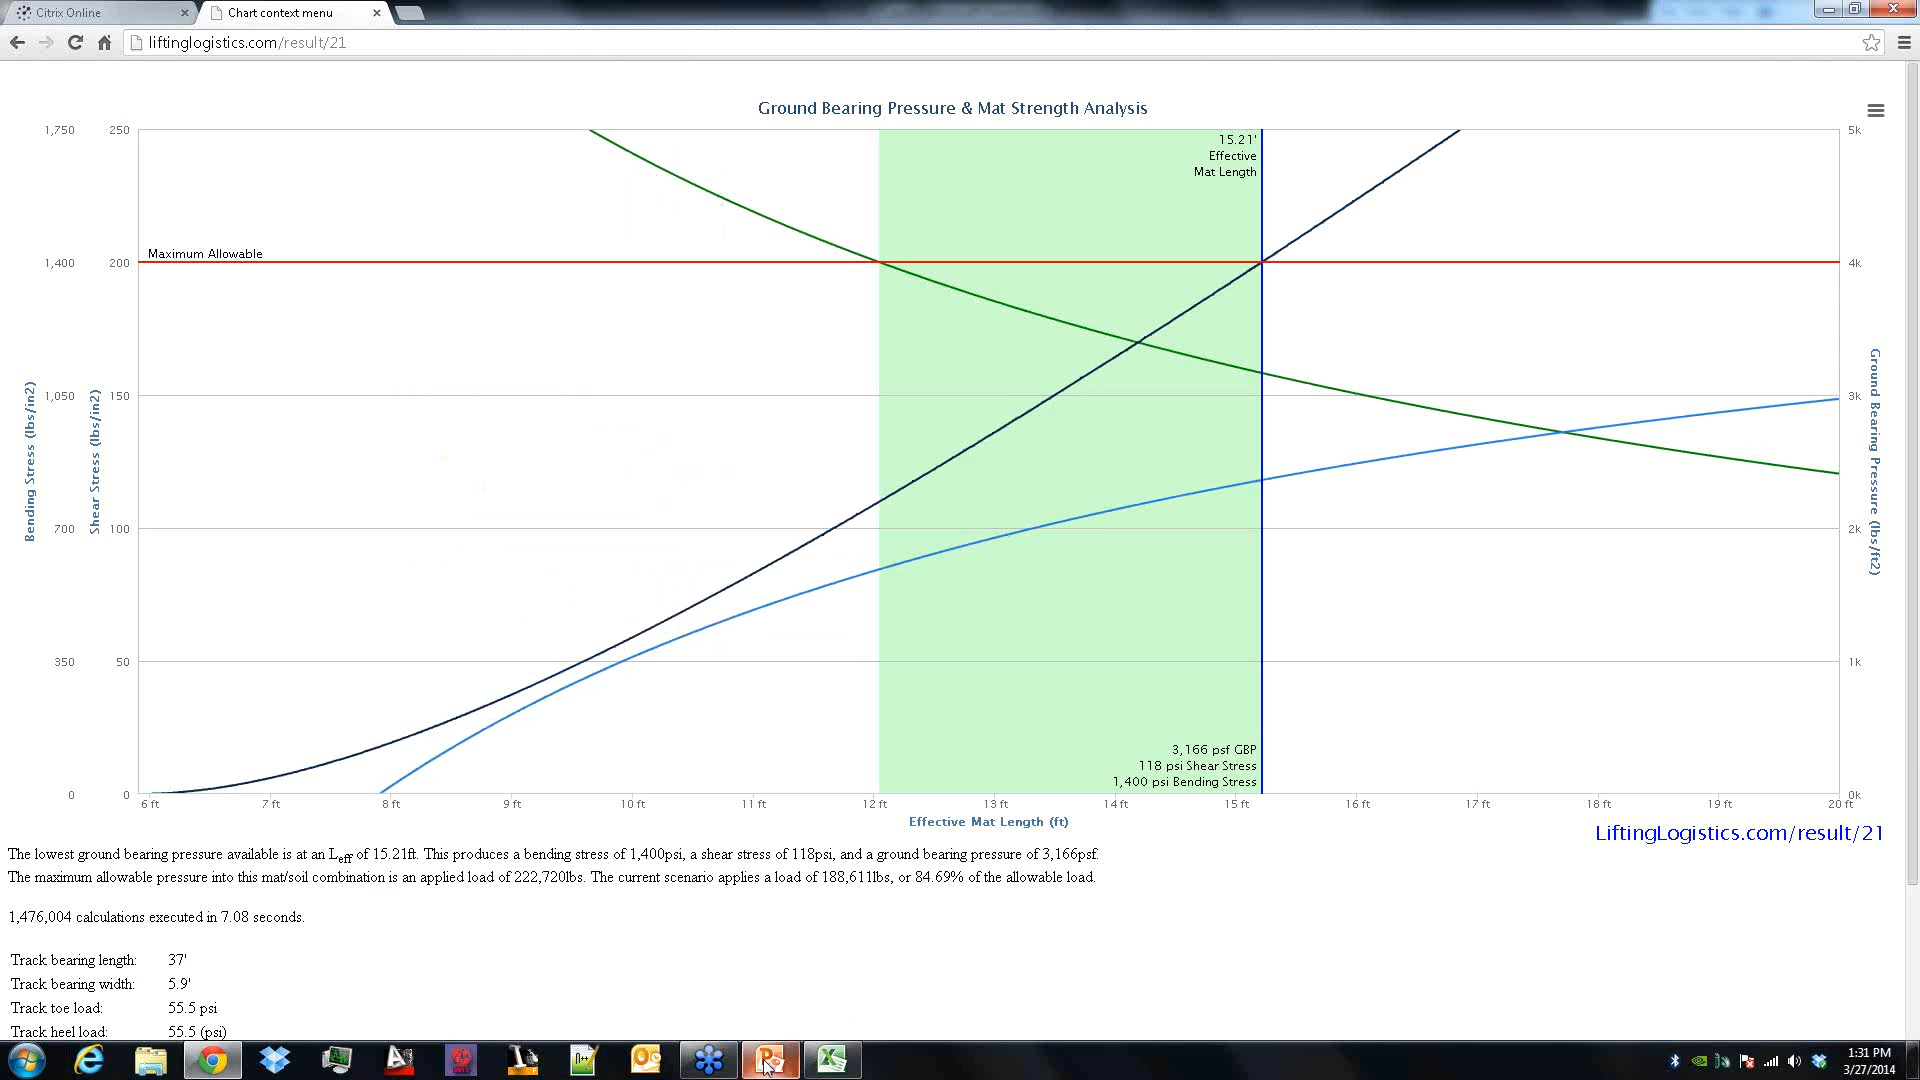 Citrix Online
Chart context menu
liftinglogistics.com/result/21
Ground Bearing Pressure & Mat Strength Analysis
1,750 250 5k
15.21'
Effective
Mat Length
Maximum Allowable
1,400 200 4k
1,050 150 3k
Bending Stress (lbs/in2)
Shear Stress (lbs/in2)
Ground Bearing Pressure (lbs/ft2)
700 100 2k
350 50 1k
3,166 psf GBP
118 psi Shear Stress
1,400 psi Bending Stress
0 0 0k
6 ft 7 ft 8 ft 9 ft 10 ft 11 ft 12 ft 13 ft 14 ft 15 ft 16 ft 17 ft 18 ft 19 ft 20 ft
Effective Mat Length (ft)
LiftingLogistics.com/result/21
The lowest ground bearing pressure available is at an Leff of 15.21ft. This produces a bending stress of 1,400psi, a shear stress of 118psi, and a ground bearing pressure of 3,166psf.
The maximum allowable pressure into this mat/soil combination is an applied load of 222,720lbs. The current scenario applies a load of 188,611lbs, or 84.69% of the allowable load.
1,476,004 calculations executed in 7.08 seconds.
Track bearing length: 37'
Track bearing width: 5.9'
Track toe load: 55.5 psi
Track heel load: 55.5 (psi)
1:31 PM
3/27/2014